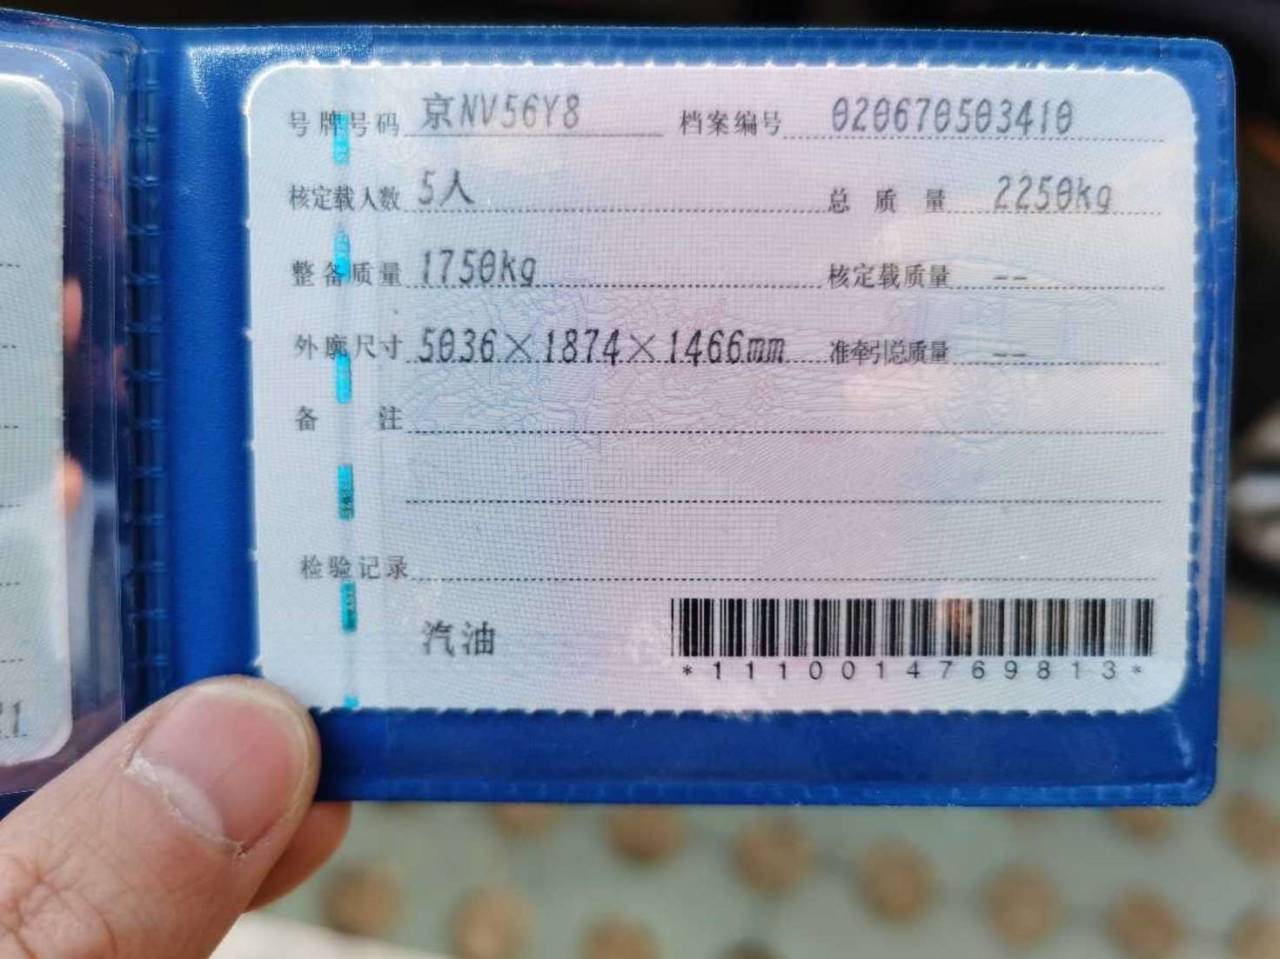 号牌号码 京NV56Y8 档案编号 020670503410
核定载人数 5人 总质量 2250kg
整备质量 1750kg 核定载质量 --
外廓尺寸 5036×1874×1466mm 准牵引总质量 --
备注
检验记录
汽油
*1110014769813*
21